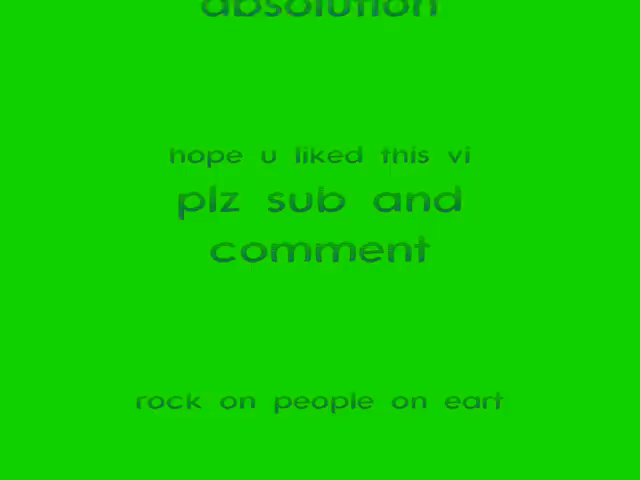 absolution
hope u liked this vi
plz sub and
comment
rock on people on eart